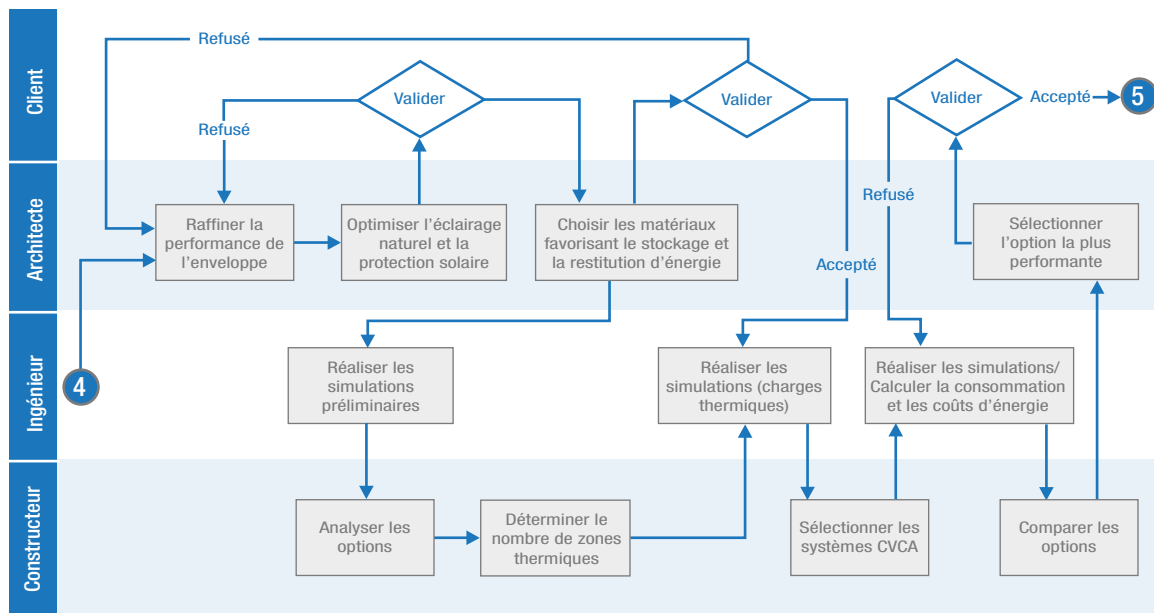 Client
Refusé
Valider
Refusé
Valider
Valider
Accepté
5
Architecte
Raffiner la
performance de
l'enveloppe
Optimiser l'éclairage
naturel et la
protection solaire
Choisir les matériaux
favorisant le stockage et
la restitution d'énergie
Accepté
Refusé
Sélectionner
l'option la plus
performante
Ingénieur
4
Réaliser les
simulations
préliminaires
Réaliser les
simulations (charges
thermiques)
Réaliser les simulations/
Calculer la consommation
et les coûts d'énergie
Constructeur
Analyser les
options
Déterminer le
nombre de zones
thermiques
Sélectionner les
systèmes CVCA
Comparer les
options